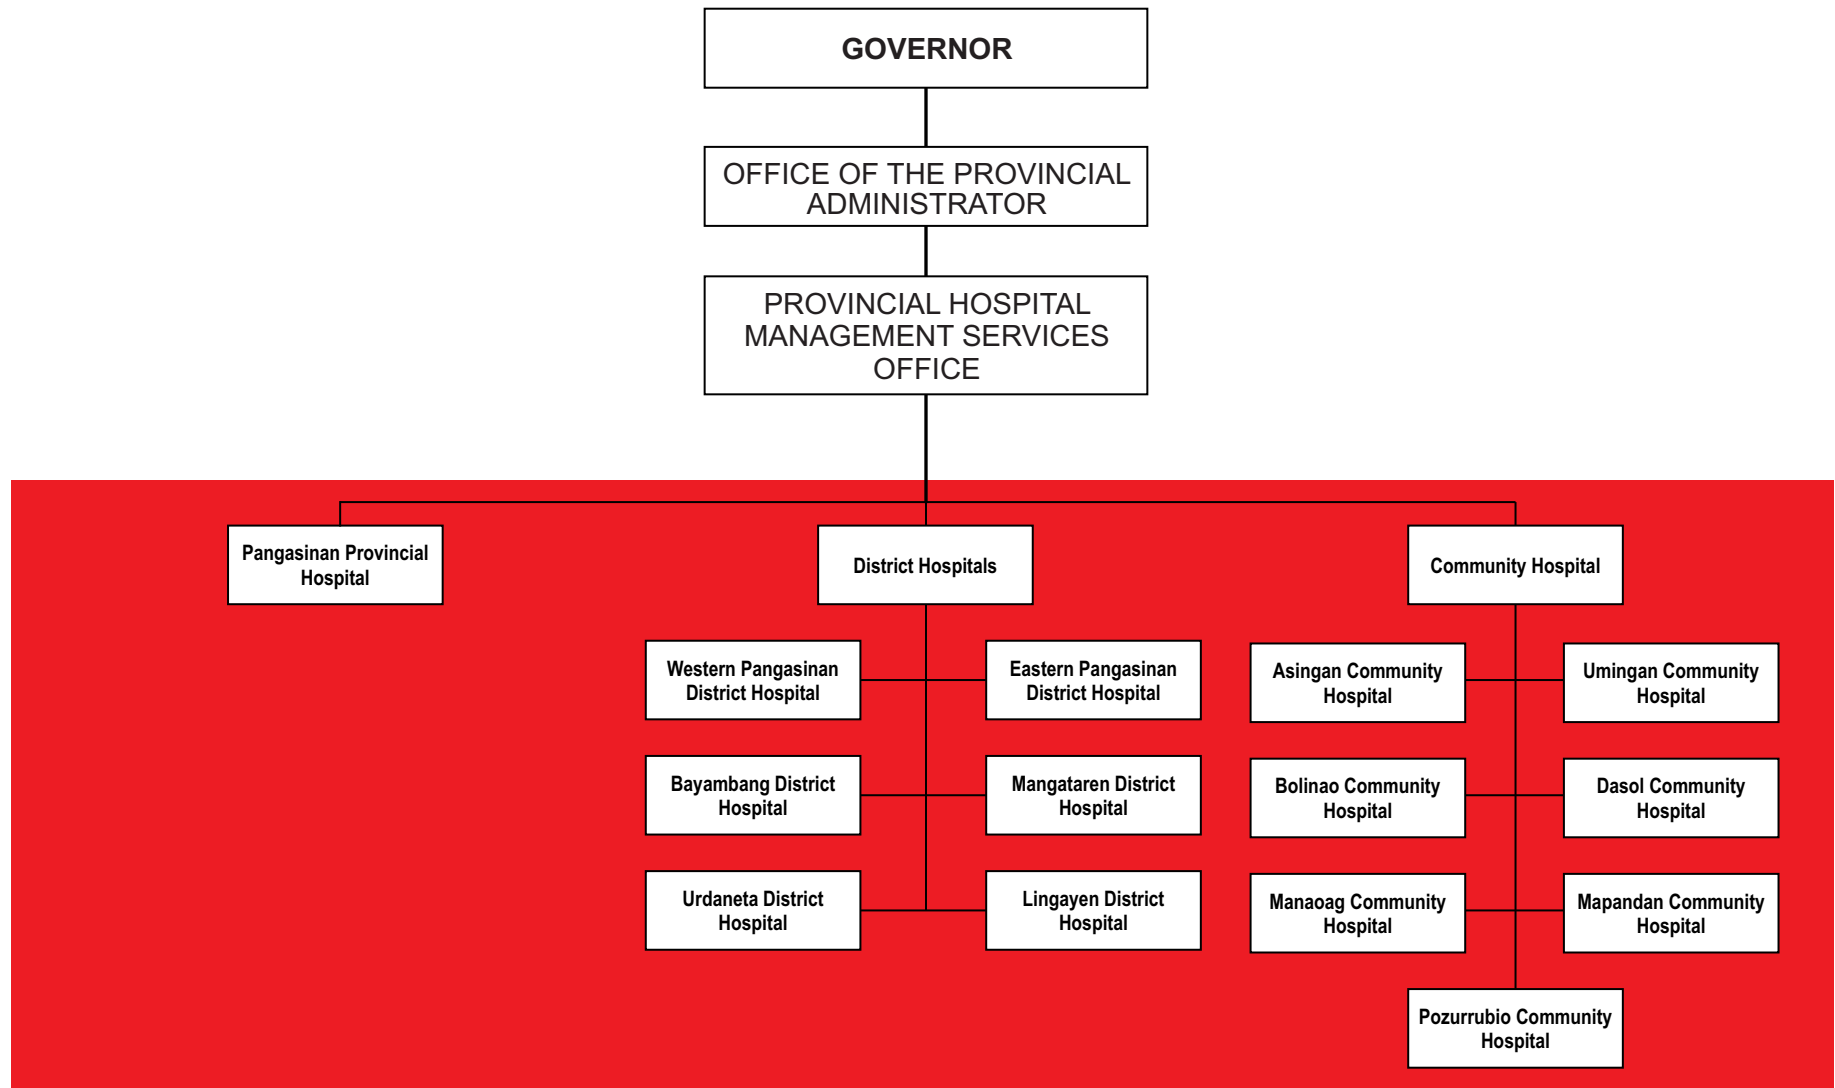 GOVERNOR
OFFICE OF THE PROVINCIAL
ADMINISTRATOR
PROVINCIAL HOSPITAL
MANAGEMENT SERVICES
OFFICE
Pangasinan Provincial
Hospital
District Hospitals
Community Hospital
Western Pangasinan
District Hospital
Eastern Pangasinan
District Hospital
Asingan Community
Hospital
Umingan Community
Hospital
Bayambang District
Hospital
Mangataren District
Hospital
Bolinao Community
Hospital
Dasol Community
Hospital
Urdaneta District
Hospital
Lingayen District
Hospital
Manaoag Community
Hospital
Mapandan Community
Hospital
Pozurrubio Community
Hospital